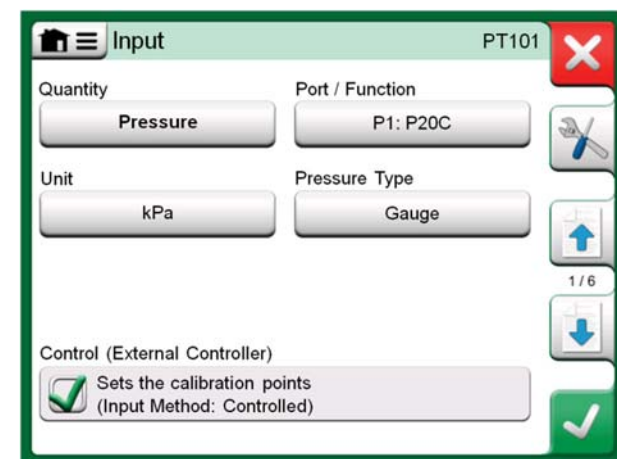 Input
PT101
Quantity
Port / Function
Pressure
P1: P20C
Unit
Pressure Type
kPa
Gauge
1 / 6
Control (External Controller)
Sets the calibration points
(Input Method: Controlled)